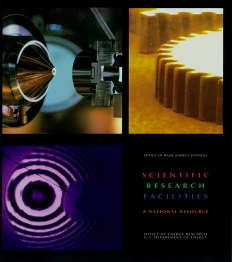 OFFICE OF BASIC ENERGY SCIENCES
SCIENTIFIC
RESEARCH
FACILITIES
A NATIONAL RESOURCE
OFFICE OF ENERGY RESEARCH
U.S. DEPARTMENT OF ENERGY